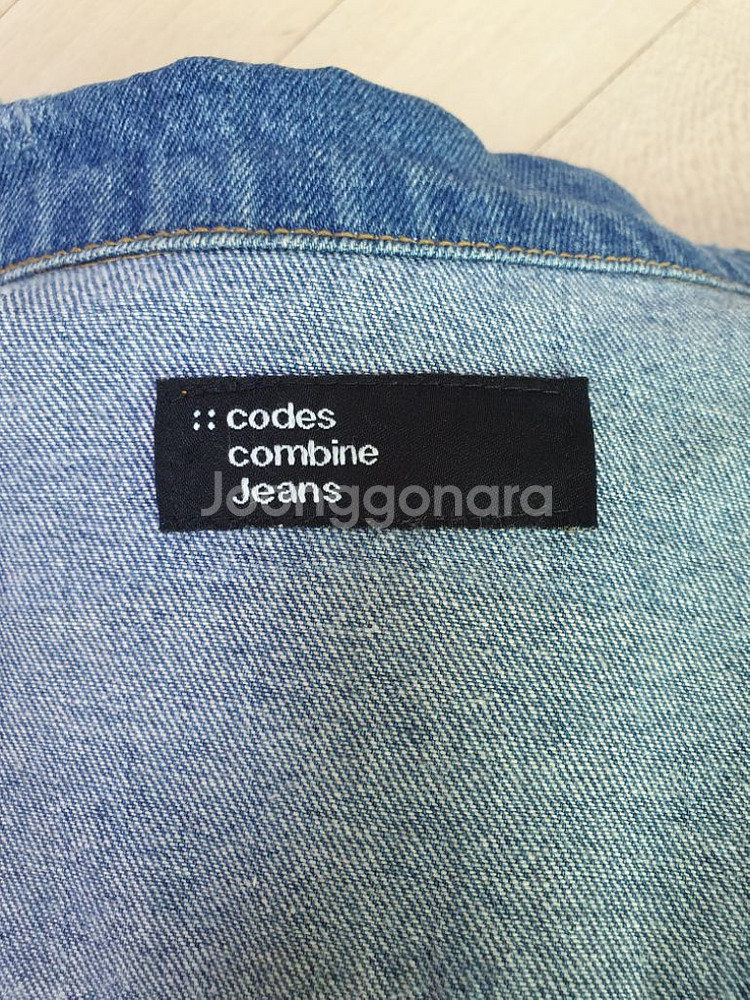 :: codes
combine
Jeans
Joonggonara